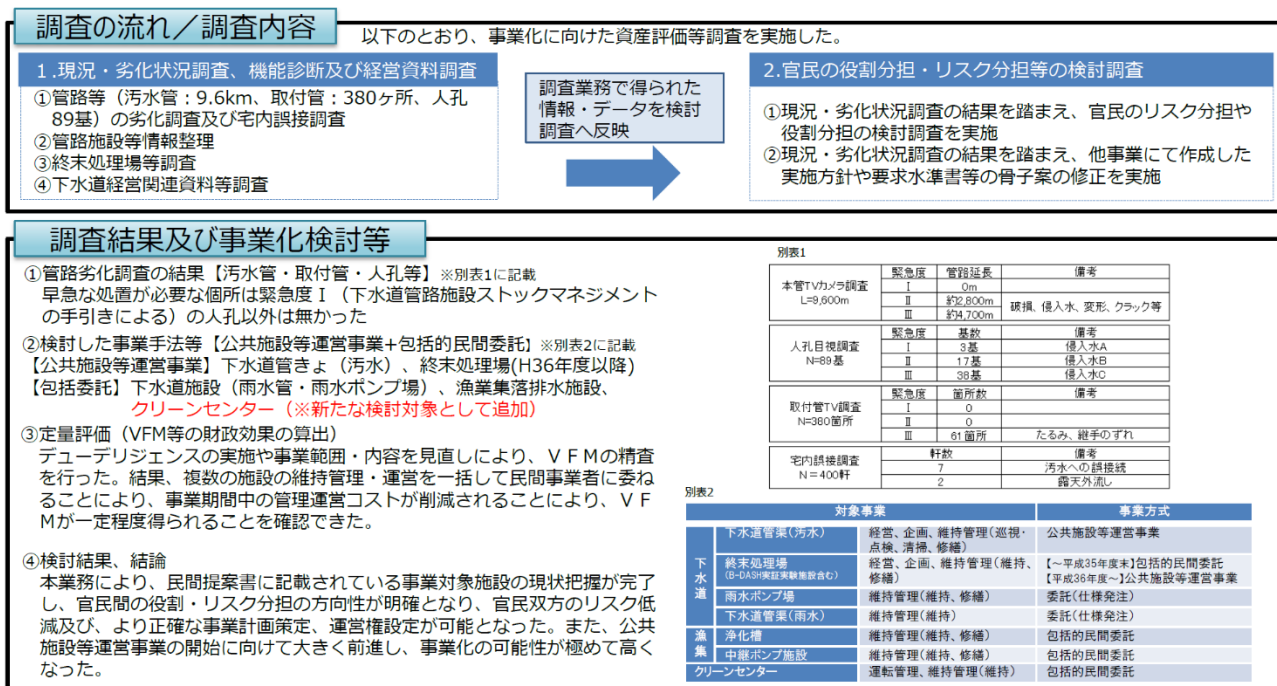 調査の流れ／調査内容
以下のとおり、事業化に向けた資産評価等調査を実施した。
１.現況・劣化状況調査、機能診断及び経営資料調査
①管路等（汚水管：9.6km、取付管：380ヶ所、人孔
89基）の劣化調査及び宅内誤接調査
②管路施設等情報整理
③終末処理場等調査
④下水道経営関連資料等調査
調査業務で得られた
情報・データを検討
調査へ反映
2.官民の役割分担・リスク分担等の検討調査
①現況・劣化状況調査の結果を踏まえ、官民のリスク分担や
役割分担の検討調査を実施
②現況・劣化状況調査の結果を踏まえ、他事業にて作成した
実施方針や要求水準書等の骨子案の修正を実施
調査結果及び事業化検討等
①管路劣化調査の結果【汚水管・取付管・人孔等】※別表1に記載
早急な処置が必要な個所は緊急度Ⅰ（下水道管路施設ストックマネジメント
の手引きによる）の人孔以外は無かった
②検討した事業手法等【公共施設等運営事業+包括的民間委託】※別表2に記載
【公共施設等運営事業】下水道管きょ（汚水）、終末処理場(H36年度以降)
【包括委託】下水道施設（雨水管・雨水ポンプ場）、漁業集落排水施設、
クリーンセンター（※新たな検討対象として追加）
③定量評価（VFM等の財政効果の算出）
デューデリジェンスの実施や事業範囲・内容を見直しにより、ＶＦＭの精査
を行った。結果、複数の施設の維持管理・運営を一括して民間事業者に委ね
ることにより、事業期間中の管理運営コストが削減されることにより、ＶＦ
Ｍが一定程度得られることを確認できた。
④検討結果、結論
本業務により、民間提案書に記載されている事業対象施設の現状把握が完了
し、官民間の役割・リスク分担の方向性が明確となり、官民双方のリスク低
減及び、より正確な事業計画策定、運営権設定が可能となった。また、公共
施設等運営事業の開始に向けて大きく前進し、事業化の可能性が極めて高く
なった。
別表1
本管TVカメラ調査
L=9,600m
緊急度 管路延長 備考
Ⅰ 0m
Ⅱ 約2,800m
Ⅲ 約4,700m
破損、侵入水、変形、クラック等
人孔目視調査
N=89基
緊急度 基数 備考
Ⅰ 3基 侵入水A
Ⅱ 17基 侵入水B
Ⅲ 38基 侵入水C
取付管TV調査
N=380箇所
緊急度 箇所数 備考
Ⅰ 0
Ⅱ 0
Ⅲ 61箇所 たるみ、継手のずれ
宅内誤接調査
N＝400軒
軒数 備考
7 汚水への誤接続
2 露天外流し
別表2
対象事業 事業方式
下水道
下水道管渠（汚水） 経営、企画、維持管理（巡視・
点検、清掃、修繕） 公共施設等運営事業
終末処理場
（B-DASH実証実験施設含む）
経営、企画、維持管理（維持、
修繕）
【～平成35年度末】包括的民間委託
【平成36年度～】公共施設等運営事業
雨水ポンプ場 維持管理（維持、修繕） 委託（仕様発注）
下水道管渠（雨水） 維持管理（維持） 委託（仕様発注）
漁集
浄化槽 維持管理（維持、修繕） 包括的民間委託
中継ポンプ施設 維持管理（維持、修繕） 包括的民間委託
クリーンセンター 運転管理、維持管理（維持） 包括的民間委託